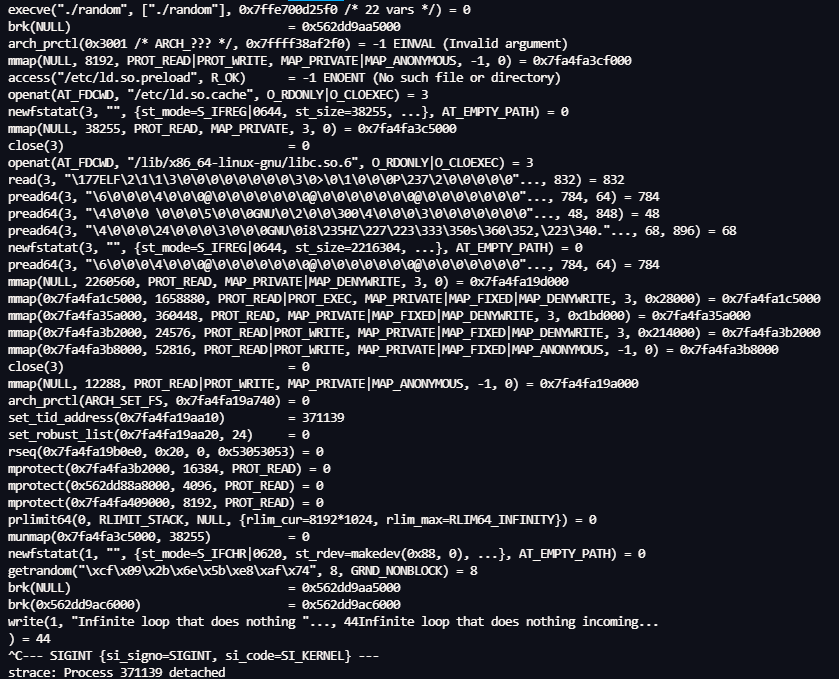 execve("./random", ["./random"], 0x7ffe700d25f0 /* 22 vars */) = 0
brk(NULL)                               = 0x562dd9aa5000
arch_prctl(0x3001 /* ARCH_??? */, 0x7ffff38af2f0) = -1 EINVAL (Invalid argument)
mmap(NULL, 8192, PROT_READ|PROT_WRITE, MAP_PRIVATE|MAP_ANONYMOUS, -1, 0) = 0x7fa4fa3cf000
access("/etc/ld.so.preload", R_OK)      = -1 ENOENT (No such file or directory)
openat(AT_FDCWD, "/etc/ld.so.cache", O_RDONLY|O_CLOEXEC) = 3
newfstatat(3, "", {st_mode=S_IFREG|0644, st_size=38255, ...}, AT_EMPTY_PATH) = 0
mmap(NULL, 38255, PROT_READ, MAP_PRIVATE, 3, 0) = 0x7fa4fa3c5000
close(3)                                = 0
openat(AT_FDCWD, "/lib/x86_64-linux-gnu/libc.so.6", O_RDONLY|O_CLOEXEC) = 3
read(3, "\177ELF\2\1\1\3\0\0\0\0\0\0\0\0\3\0>\0\1\0\0\0P\237\2\0\0\0\0\0"..., 832) = 832
pread64(3, "\6\0\0\0\4\0\0\0@\0\0\0\0\0\0\0@\0\0\0\0\0\0\0@\0\0\0\0\0\0\0"..., 784, 64) = 784
pread64(3, "\4\0\0\0 \0\0\0\5\0\0\0GNU\0\2\0\0\300\4\0\0\0\3\0\0\0\0\0\0\0"..., 48, 848) = 48
pread64(3, "\4\0\0\0\24\0\0\0\3\0\0\0GNU\0i8\235HZ\227\223\333\350s\360\352,\223\340."..., 68, 896) = 68
newfstatat(3, "", {st_mode=S_IFREG|0644, st_size=2216304, ...}, AT_EMPTY_PATH) = 0
pread64(3, "\6\0\0\0\4\0\0\0@\0\0\0\0\0\0\0@\0\0\0\0\0\0\0@\0\0\0\0\0\0\0"..., 784, 64) = 784
mmap(NULL, 2260560, PROT_READ, MAP_PRIVATE|MAP_DENYWRITE, 3, 0) = 0x7fa4fa19d000
mmap(0x7fa4fa1c5000, 1658880, PROT_READ|PROT_EXEC, MAP_PRIVATE|MAP_FIXED|MAP_DENYWRITE, 3, 0x28000) = 0x7fa4fa1c5000
mmap(0x7fa4fa35a000, 360448, PROT_READ, MAP_PRIVATE|MAP_FIXED|MAP_DENYWRITE, 3, 0x1bd000) = 0x7fa4fa35a000
mmap(0x7fa4fa3b2000, 24576, PROT_READ|PROT_WRITE, MAP_PRIVATE|MAP_FIXED|MAP_DENYWRITE, 3, 0x214000) = 0x7fa4fa3b2000
mmap(0x7fa4fa3b8000, 52816, PROT_READ|PROT_WRITE, MAP_PRIVATE|MAP_FIXED|MAP_ANONYMOUS, -1, 0) = 0x7fa4fa3b8000
close(3)                                = 0
mmap(NULL, 12288, PROT_READ|PROT_WRITE, MAP_PRIVATE|MAP_ANONYMOUS, -1, 0) = 0x7fa4fa19a000
arch_prctl(ARCH_SET_FS, 0x7fa4fa19a740) = 0
set_tid_address(0x7fa4fa19aa10)         = 371139
set_robust_list(0x7fa4fa19aa20, 24)     = 0
rseq(0x7fa4fa19b0e0, 0x20, 0, 0x53053053) = 0
mprotect(0x7fa4fa3b2000, 16384, PROT_READ) = 0
mprotect(0x562dd88a8000, 4096, PROT_READ) = 0
mprotect(0x7fa4fa409000, 8192, PROT_READ) = 0
prlimit64(0, RLIMIT_STACK, NULL, {rlim_cur=8192*1024, rlim_max=RLIM64_INFINITY}) = 0
munmap(0x7fa4fa3c5000, 38255)           = 0
newfstatat(1, "", {st_mode=S_IFCHR|0620, st_rdev=makedev(0x88, 0), ...}, AT_EMPTY_PATH) = 0
getrandom("\xcf\x09\x2b\x6e\x5b\xe8\xaf\x74", 8, GRND_NONBLOCK) = 8
brk(NULL)                               = 0x562dd9aa5000
brk(0x562dd9ac6000)                     = 0x562dd9ac6000
write(1, "Infinite loop that does nothing "..., 44Infinite loop that does nothing incoming...
) = 44
^C--- SIGINT {si_signo=SIGINT, si_code=SI_KERNEL} ---
strace: Process 371139 detached